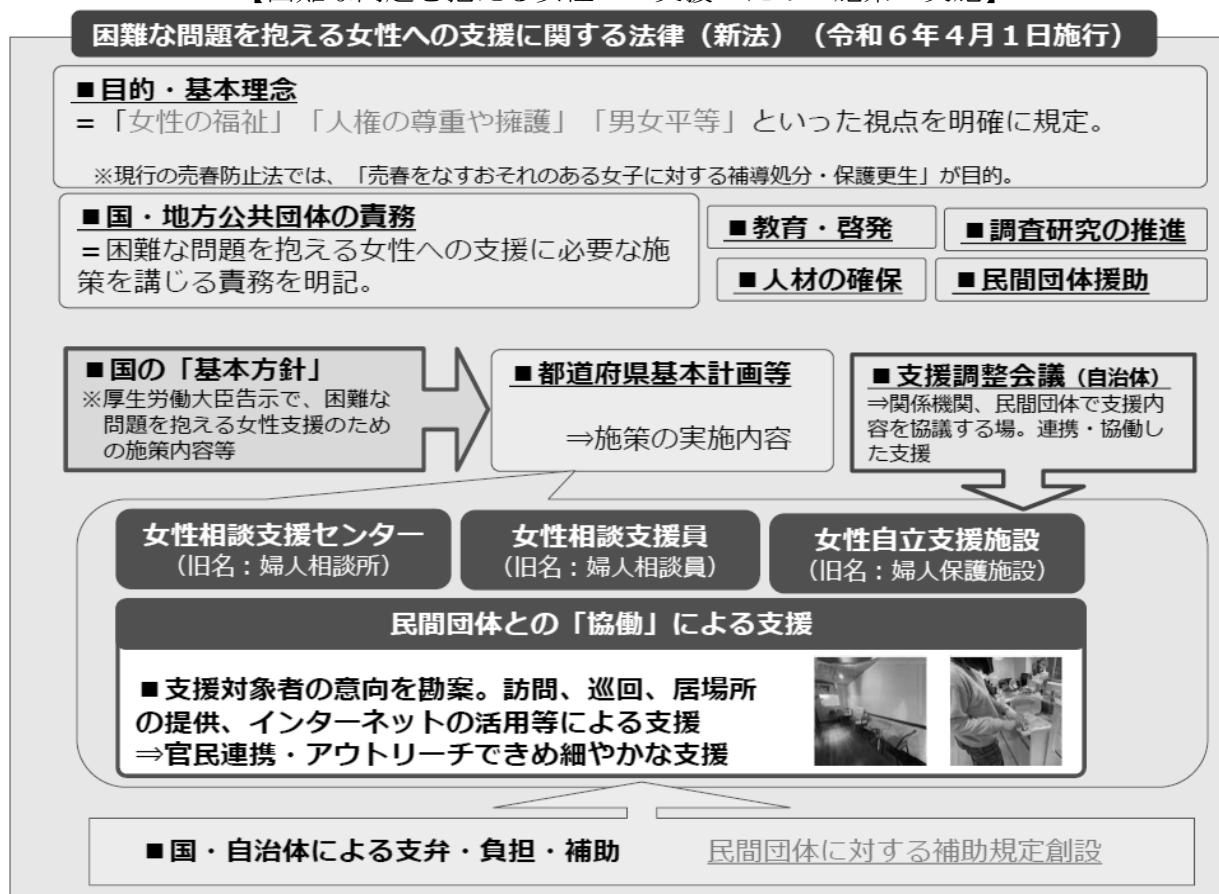 困難な問題を抱える女性への支援に関する法律（新法）（令和６年４月１日施行）
■目的・基本理念
=「女性の福祉」「人権の尊重や擁護」「男女平等」といった視点を明確に規定。
※現行の売春防止法では、「売春をなすおそれのある女子に対する補導処分・保護更生」が目的。
■国・地方公共団体の責務
＝困難な問題を抱える女性への支援に必要な施
策を講じる責務を明記。
■教育・啓発
■調査研究の推進
■人材の確保
■民間団体援助
■国の「基本方針」
※厚生労働大臣告示で、困難な
問題を抱える女性支援のため
の施策内容等
■都道府県基本計画等
⇒施策の実施内容
■支援調整会議（自治体）
⇒関係機関、民間団体で支援内
容を協議する場。連携・協働し
た支援
女性相談支援センター
（旧名：婦人相談所）
女性相談支援員
（旧名：婦人相談員）
女性自立支援施設
（旧名：婦人保護施設）
民間団体との「協働」による支援
■支援対象者の意向を勘案。訪問、巡回、居場所
の提供、インターネットの活用等による支援
⇒官民連携・アウトリーチできめ細やかな支援
■国・自治体による支弁・負担・補助
民間団体に対する補助規定創設